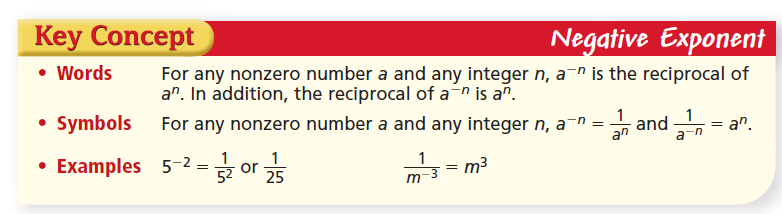 Key Concept Negative Exponent
• Words For any nonzero number a and any integer n, a⁻ⁿ is the reciprocal of
aⁿ. In addition, the reciprocal of a⁻ⁿ is aⁿ.
• Symbols For any nonzero number a and any integer n, a⁻ⁿ = 1/aⁿ and 1/a⁻ⁿ = aⁿ.
• Examples 5⁻² = 1/5² or 1/25 1/m⁻³ = m³